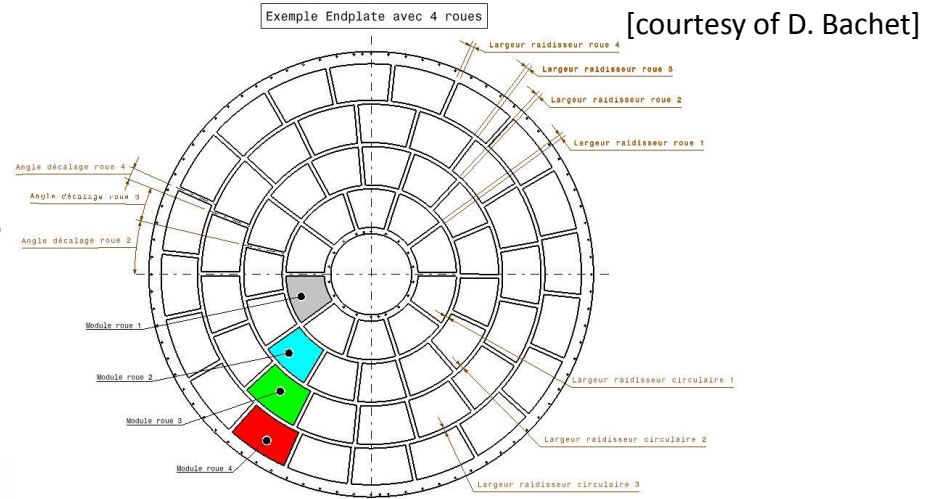 Exemple Endplate avec 4 roues
[courtesy of D. Bachet]
Largeur raidisseur roue 4
Largeur raidisseur roue 3
Largeur raidisseur roue 2
Largeur raidisseur roue 1
Angle décalage roue 4
Angle décalage roue 3
Angle décalage roue 2
Module roue 1
Module roue 2
Module roue 3
Module roue 4
Largeur raidisseur circulaire 1
Largeur raidisseur circulaire 2
Largeur raidisseur circulaire 3